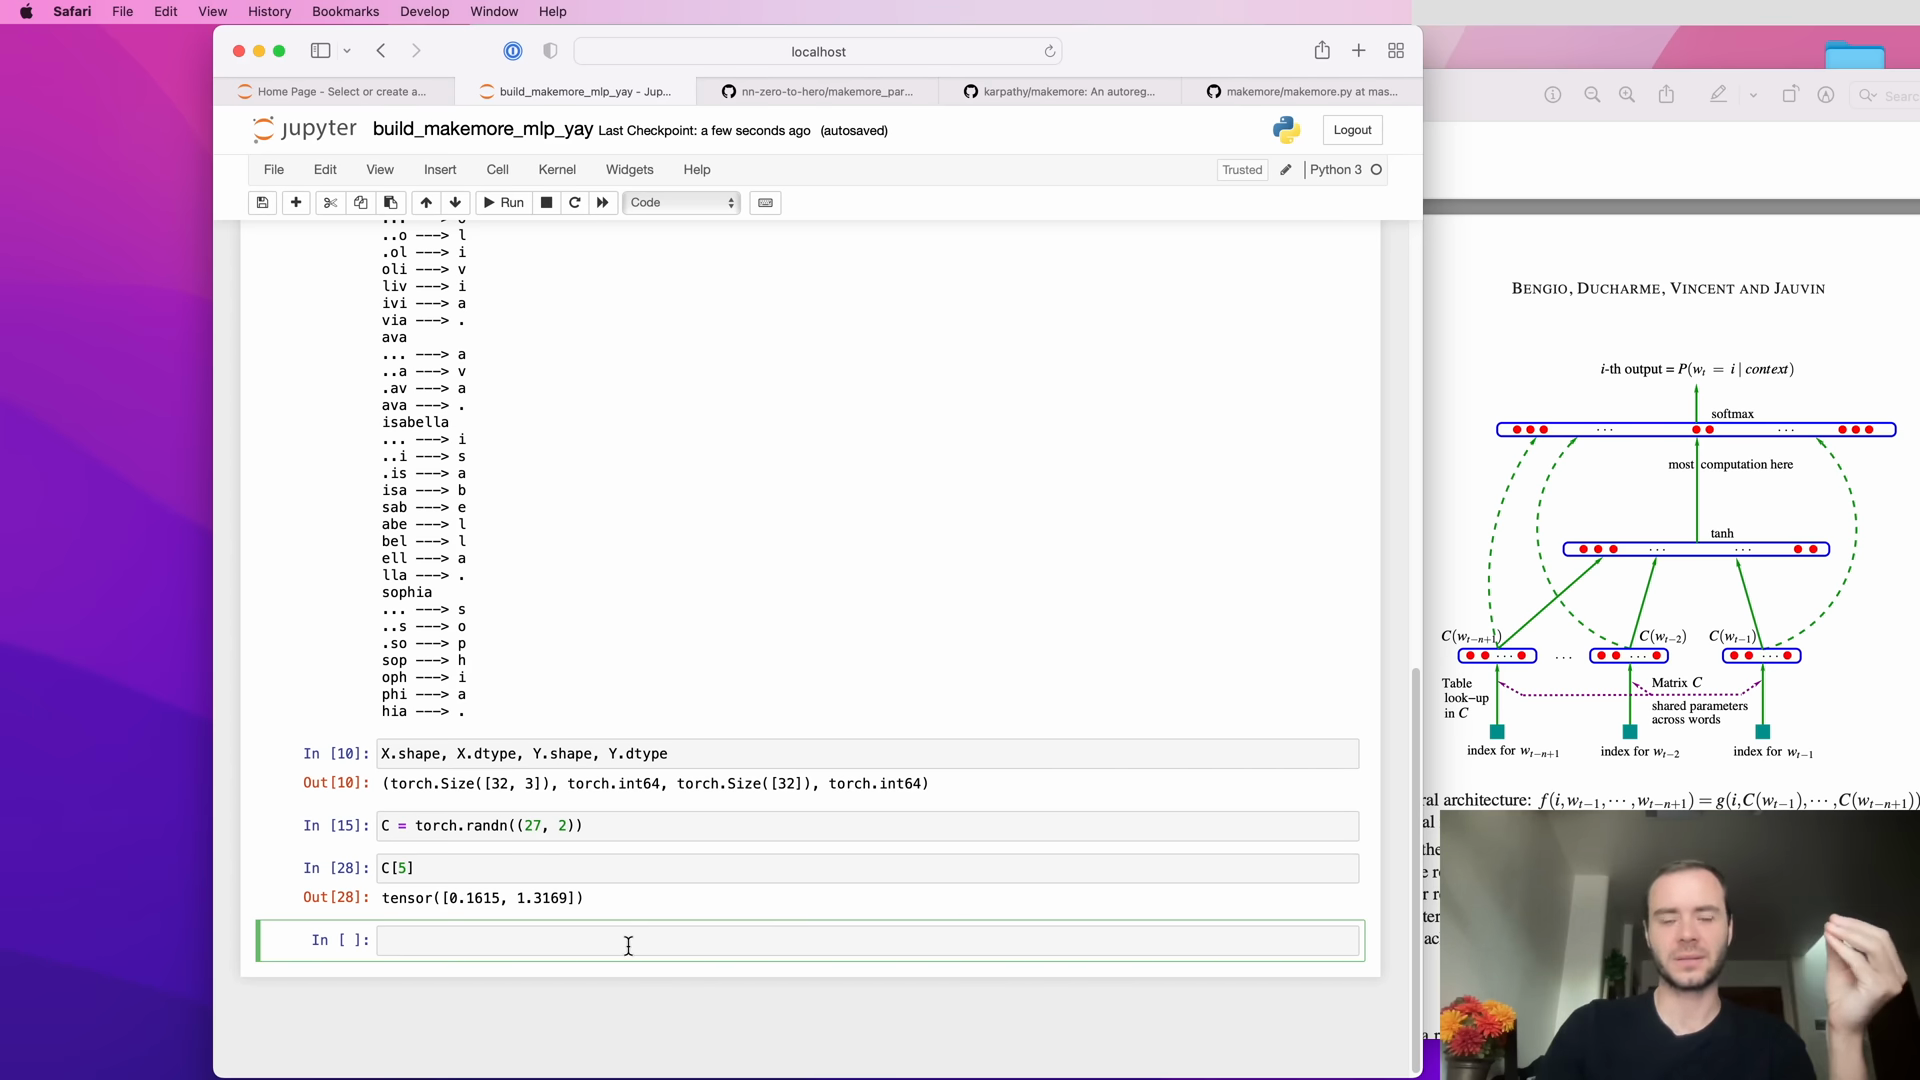 Safari File Edit View History Bookmarks Develop Window Help
localhost
Home Page - Select or create a...
build_makemore_mlp_yay - Jup...
nn-zero-to-hero/makemore_par...
karpathy/makemore: An autoreg...
makemore/makemore.py at mas...
jupyter build_makemore_mlp_yay Last Checkpoint: a few seconds ago (autosaved)
Logout
File Edit View Insert Cell Kernel Widgets Help
Trusted
Python 3
Run
Code
..o ---> l
.ol ---> i
oli ---> v
liv ---> i
ivi ---> a
via ---> .
ava
... ---> a
..a ---> v
.av ---> a
ava ---> .
isabella
... ---> i
..i ---> s
.is ---> a
isa ---> b
sab ---> e
abe ---> l
bel ---> l
ell ---> a
lla ---> .
sophia
... ---> s
..s ---> o
.so ---> p
sop ---> h
oph ---> i
phi ---> a
hia ---> .
In [10]: X.shape, X.dtype, Y.shape, Y.dtype
Out[10]: (torch.Size([32, 3]), torch.int64, torch.Size([32]), torch.int64)
In [15]: C = torch.randn((27, 2))
In [28]: C[5]
Out[28]: tensor([0.1615, 1.3169])
In [ ]:
Search
BENGIO, DUCHARME, VINCENT AND JAUVIN
i-th output = P(w_t = i | context)
softmax
. . .
. . .
most computation here
tanh
. . .
. . .
C(w_{t−n+1})
C(w_{t−2})
C(w_{t−1})
. . .
Table
look−up
in C
Matrix C
shared parameters
across words
index for w_{t−n+1}
index for w_{t−2}
index for w_{t−1}
ral architecture: f(i, w_{t−1}, ··· , w_{t−n+1}) = g(i, C(w_{t−1}), ··· , C(w_{t−n+1}))